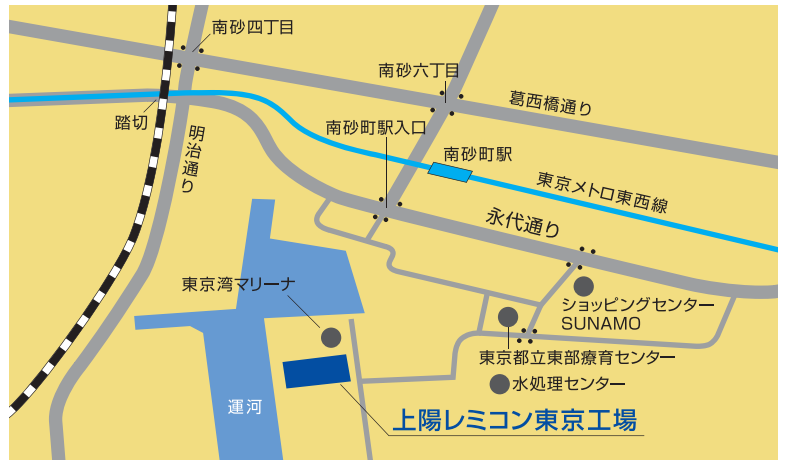 南砂四丁目
南砂六丁目
葛西橋通り
踏切
南砂町駅入口
明治通り
南砂町駅
東京メトロ東西線
永代通り
東京湾マリーナ
ショッピングセンター
SUNAMO
東京都立東部療育センター
水処理センター
運河
上陽レミコン東京工場